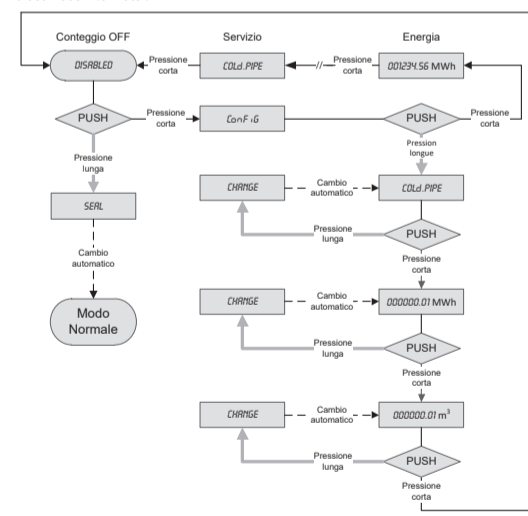 Conteggio OFF
Servizio
Energia
DISABLED
Pressione
corta
COLd.PIPE
Pressione
corta
001234.56 MWh
PUSH
Pressione
corta
ConFiG
PUSH
Pressione
corta
Pressione
lunga
Pression
longue
SEAL
CHANGE
Cambio
automatico
COLd.PIPE
Pressione
lunga
PUSH
Cambio
automatico
Pressione
corta
Modo
Normale
CHANGE
Cambio
automatico
000000.01 MWh
Pressione
lunga
PUSH
Pressione
corta
CHANGE
Cambio
automatico
000000.01 m³
Pressione
lunga
PUSH
Pressione
corta